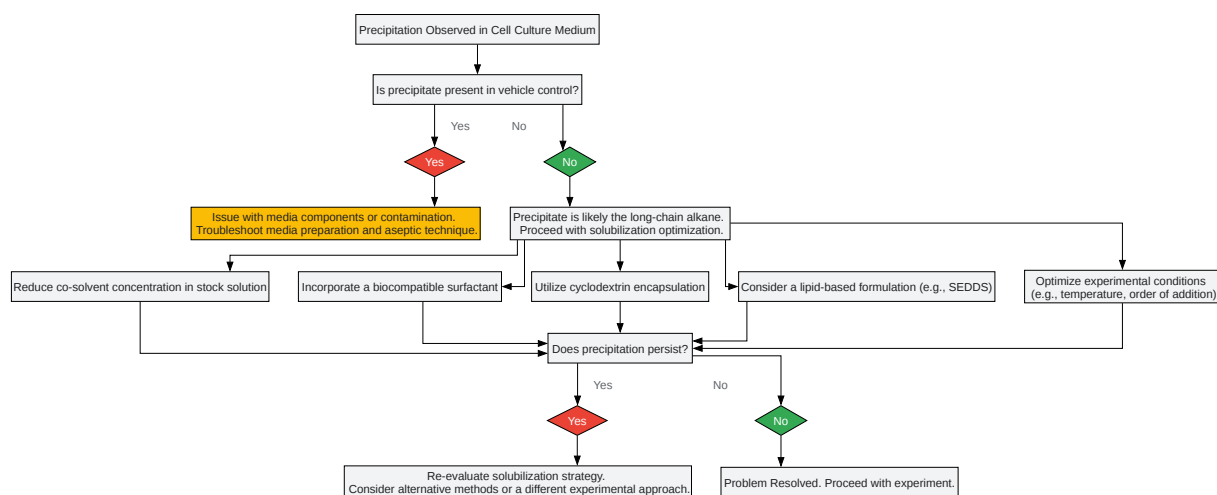 Precipitation Observed in Cell Culture Medium
Is precipitate present in vehicle control?
Yes
No
Yes
No
Issue with media components or contamination.
Troubleshoot media preparation and aseptic technique.
Precipitate is likely the long-chain alkane.
Proceed with solubilization optimization.
Reduce co-solvent concentration in stock solution
Incorporate a biocompatible surfactant
Utilize cyclodextrin encapsulation
Consider a lipid-based formulation (e.g., SEDDS)
Optimize experimental conditions
(e.g., temperature, order of addition)
Does precipitation persist?
Yes
No
Yes
No
Re-evaluate solubilization strategy.
Consider alternative methods or a different experimental approach.
Problem Resolved. Proceed with experiment.